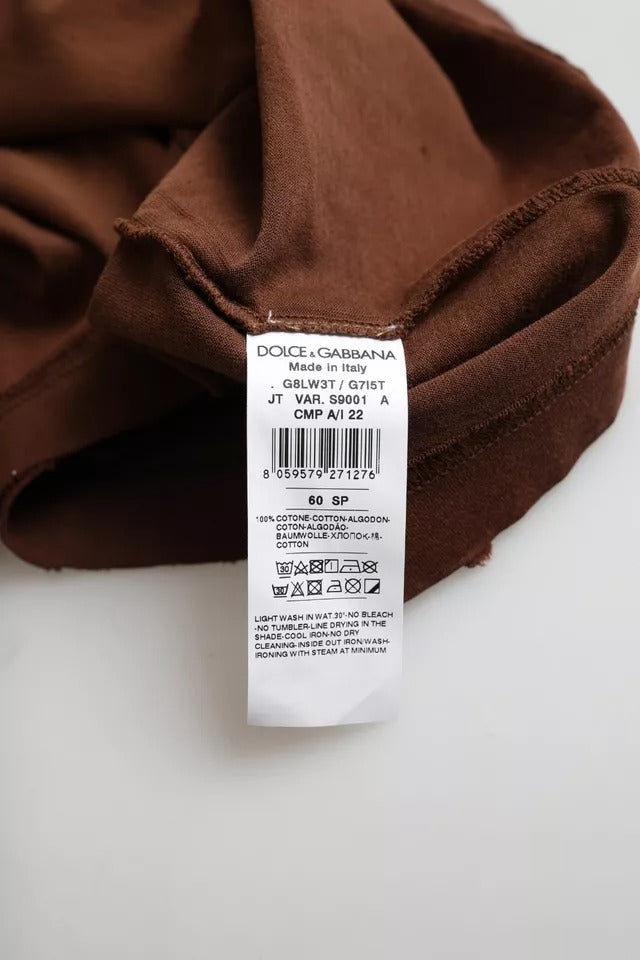 DOLCE & GABBANA
Made in Italy
. G8LW3T / G7I5T
JT VAR. S9001 A
CMP A/I 22
8 059579 271276
60 SP
100% COTONE-COTTON-ALGODON-
COTON-ALGODÃO-
BAUMWOLLE-ХЛОПОК-棉-
COTTON
30
30
LIGHT WASH IN WAT.30°-NO BLEACH
-NO TUMBLER-LINE DRYING IN THE
SHADE-COOL IRON-NO DRY
CLEANING-INSIDE OUT IRON/WASH-
IRONING WITH STEAM AT MINIMUM